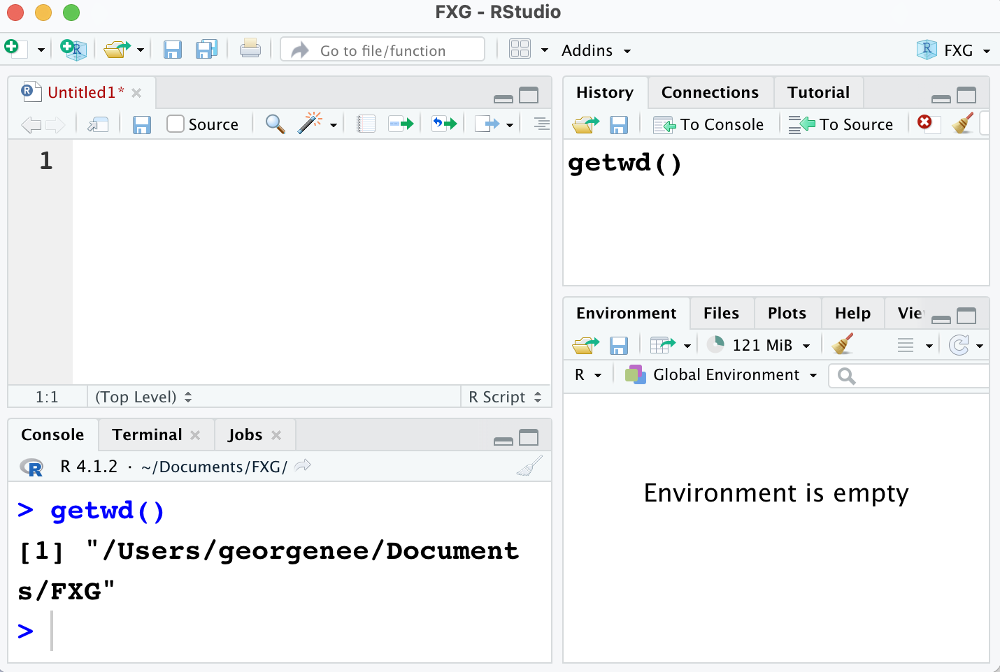 FXG - RStudio
Go to file/function
Addins
FXG
Untitled1*
Source
1
1:1
(Top Level)
R Script
Console
Terminal
Jobs
R 4.1.2 · ~/Documents/FXG/
> getwd()
[1] "/Users/georgenee/Document
s/FXG"
>
History
Connections
Tutorial
To Console
To Source
getwd()
Environment
Files
Plots
Help
Vie
121 MiB
R
Global Environment
Environment is empty